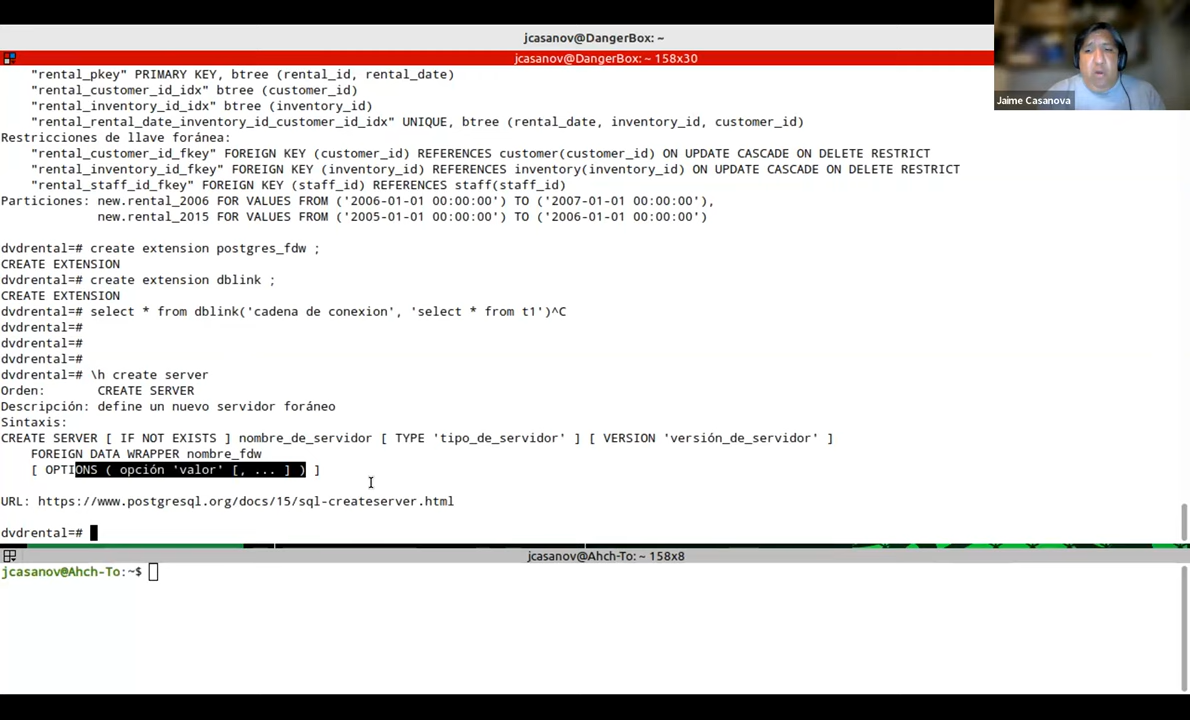 jcasanov@DangerBox: ~
jcasanov@DangerBox: ~ 158x30
Jaime Casanova
"rental_pkey" PRIMARY KEY, btree (rental_id, rental_date)
"rental_customer_id_idx" btree (customer_id)
"rental_inventory_id_idx" btree (inventory_id)
"rental_rental_date_inventory_id_customer_id_idx" UNIQUE, btree (rental_date, inventory_id, customer_id)
Restricciones de llave foránea:
"rental_customer_id_fkey" FOREIGN KEY (customer_id) REFERENCES customer(customer_id) ON UPDATE CASCADE ON DELETE RESTRICT
"rental_inventory_id_fkey" FOREIGN KEY (inventory_id) REFERENCES inventory(inventory_id) ON UPDATE CASCADE ON DELETE RESTRICT
"rental_staff_id_fkey" FOREIGN KEY (staff_id) REFERENCES staff(staff_id)
Particiones: new.rental_2006 FOR VALUES FROM ('2006-01-01 00:00:00') TO ('2007-01-01 00:00:00'),
new.rental_2015 FOR VALUES FROM ('2005-01-01 00:00:00') TO ('2006-01-01 00:00:00')
dvdrental=# create extension postgres_fdw ;
CREATE EXTENSION
dvdrental=# create extension dblink ;
CREATE EXTENSION
dvdrental=# select * from dblink('cadena de conexion', 'select * from t1')^C
dvdrental=#
dvdrental=#
dvdrental=#
dvdrental=# \h create server
Orden: CREATE SERVER
Descripción: define un nuevo servidor foráneo
Sintaxis:
CREATE SERVER [ IF NOT EXISTS ] nombre_de_servidor [ TYPE 'tipo_de_servidor' ] [ VERSION 'versión_de_servidor' ]
FOREIGN DATA WRAPPER nombre_fdw
[ OPTIONS ( opción 'valor' [, ... ] ) ]
URL: https://www.postgresql.org/docs/15/sql-createserver.html
dvdrental=#
jcasanov@Ahch-To: ~ 158x8
jcasanov@Ahch-To:~$